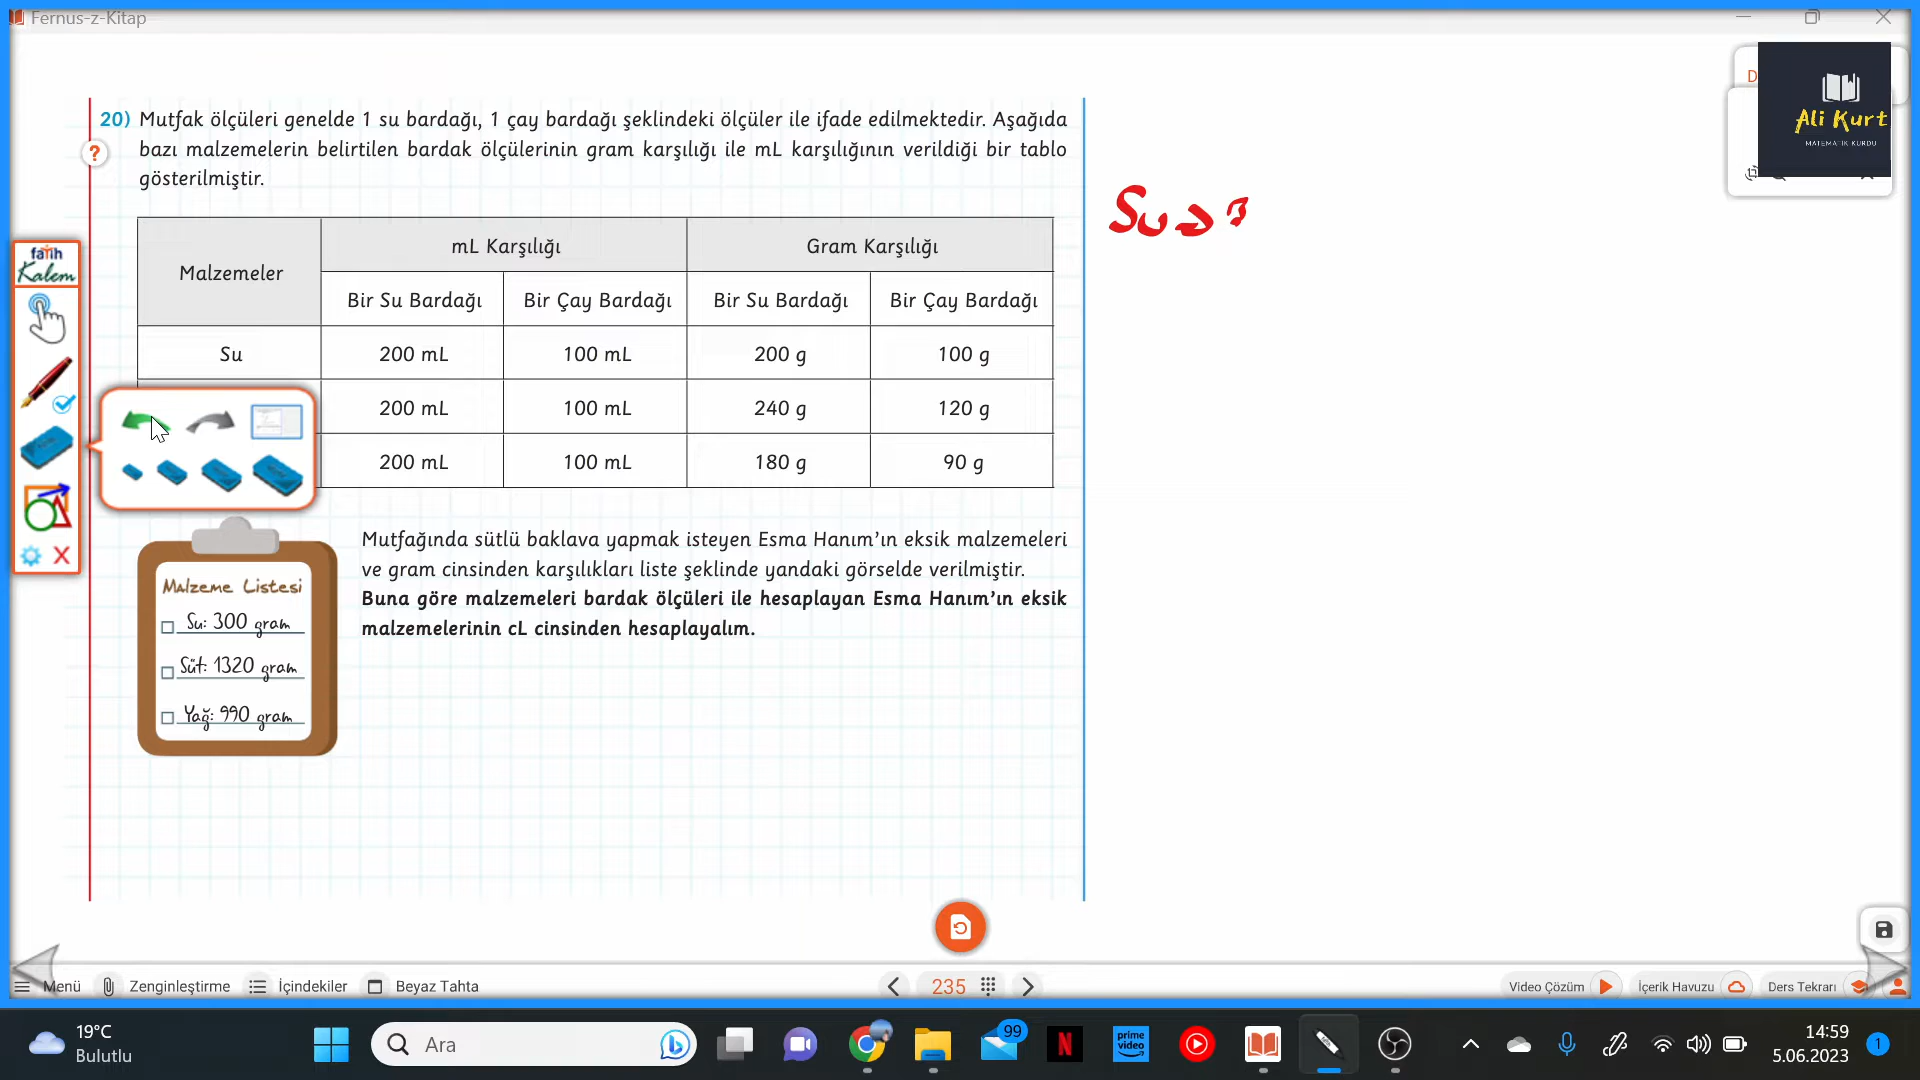 Fernus-z-Kitap
D
Ali Kurt
MATEMATİK KURDU
20) Mutfak ölçüleri genelde 1 su bardağı, 1 çay bardağı şeklindeki ölçüler ile ifade edilmektedir. Aşağıda
?
bazı malzemelerin belirtilen bardak ölçülerinin gram karşılığı ile mL karşılığının verildiği bir tablo
gösterilmiştir.
Su
fatih
Kalem
Malzemeler
mL Karşılığı
Gram Karşılığı
Bir Su Bardağı
Bir Çay Bardağı
Bir Su Bardağı
Bir Çay Bardağı
Su
200 mL
100 mL
200 g
100 g
200 mL
100 mL
240 g
120 g
200 mL
100 mL
180 g
90 g
Malzeme Listesi
Su: 300 gram
Süt: 1320 gram
Yağ: 990 gram
Mutfağında sütlü baklava yapmak isteyen Esma Hanım'ın eksik malzemeleri
ve gram cinsinden karşılıkları liste şeklinde yandaki görselde verilmiştir.
Buna göre malzemeleri bardak ölçüleri ile hesaplayan Esma Hanım'ın eksik
malzemelerinin cL cinsinden hesaplayalım.
Menü
Zenginleştirme
İçindekiler
Beyaz Tahta
235
Video Çözüm
İçerik Havuzu
Ders Tekrarı
19°C
Bulutlu
Ara
99
N
prime video
14:59
5.06.2023
1